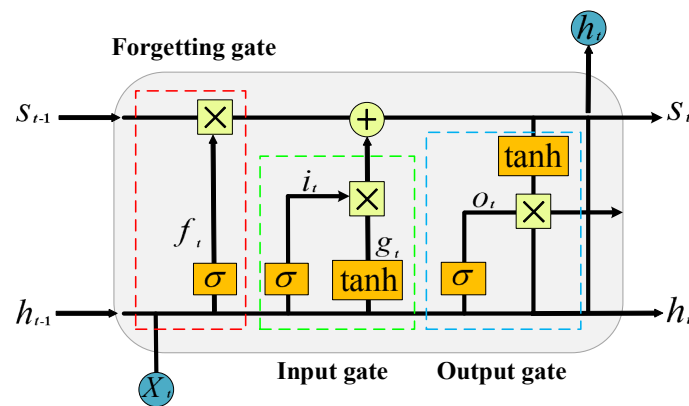 h_t
Forgetting gate
S_{t-1}
×
+
S_t
tanh
i_t
×
o_t
×
f_t
g_t
σ
σ
tanh
σ
h_{t-1}
h_t
Input gate
Output gate
X_t